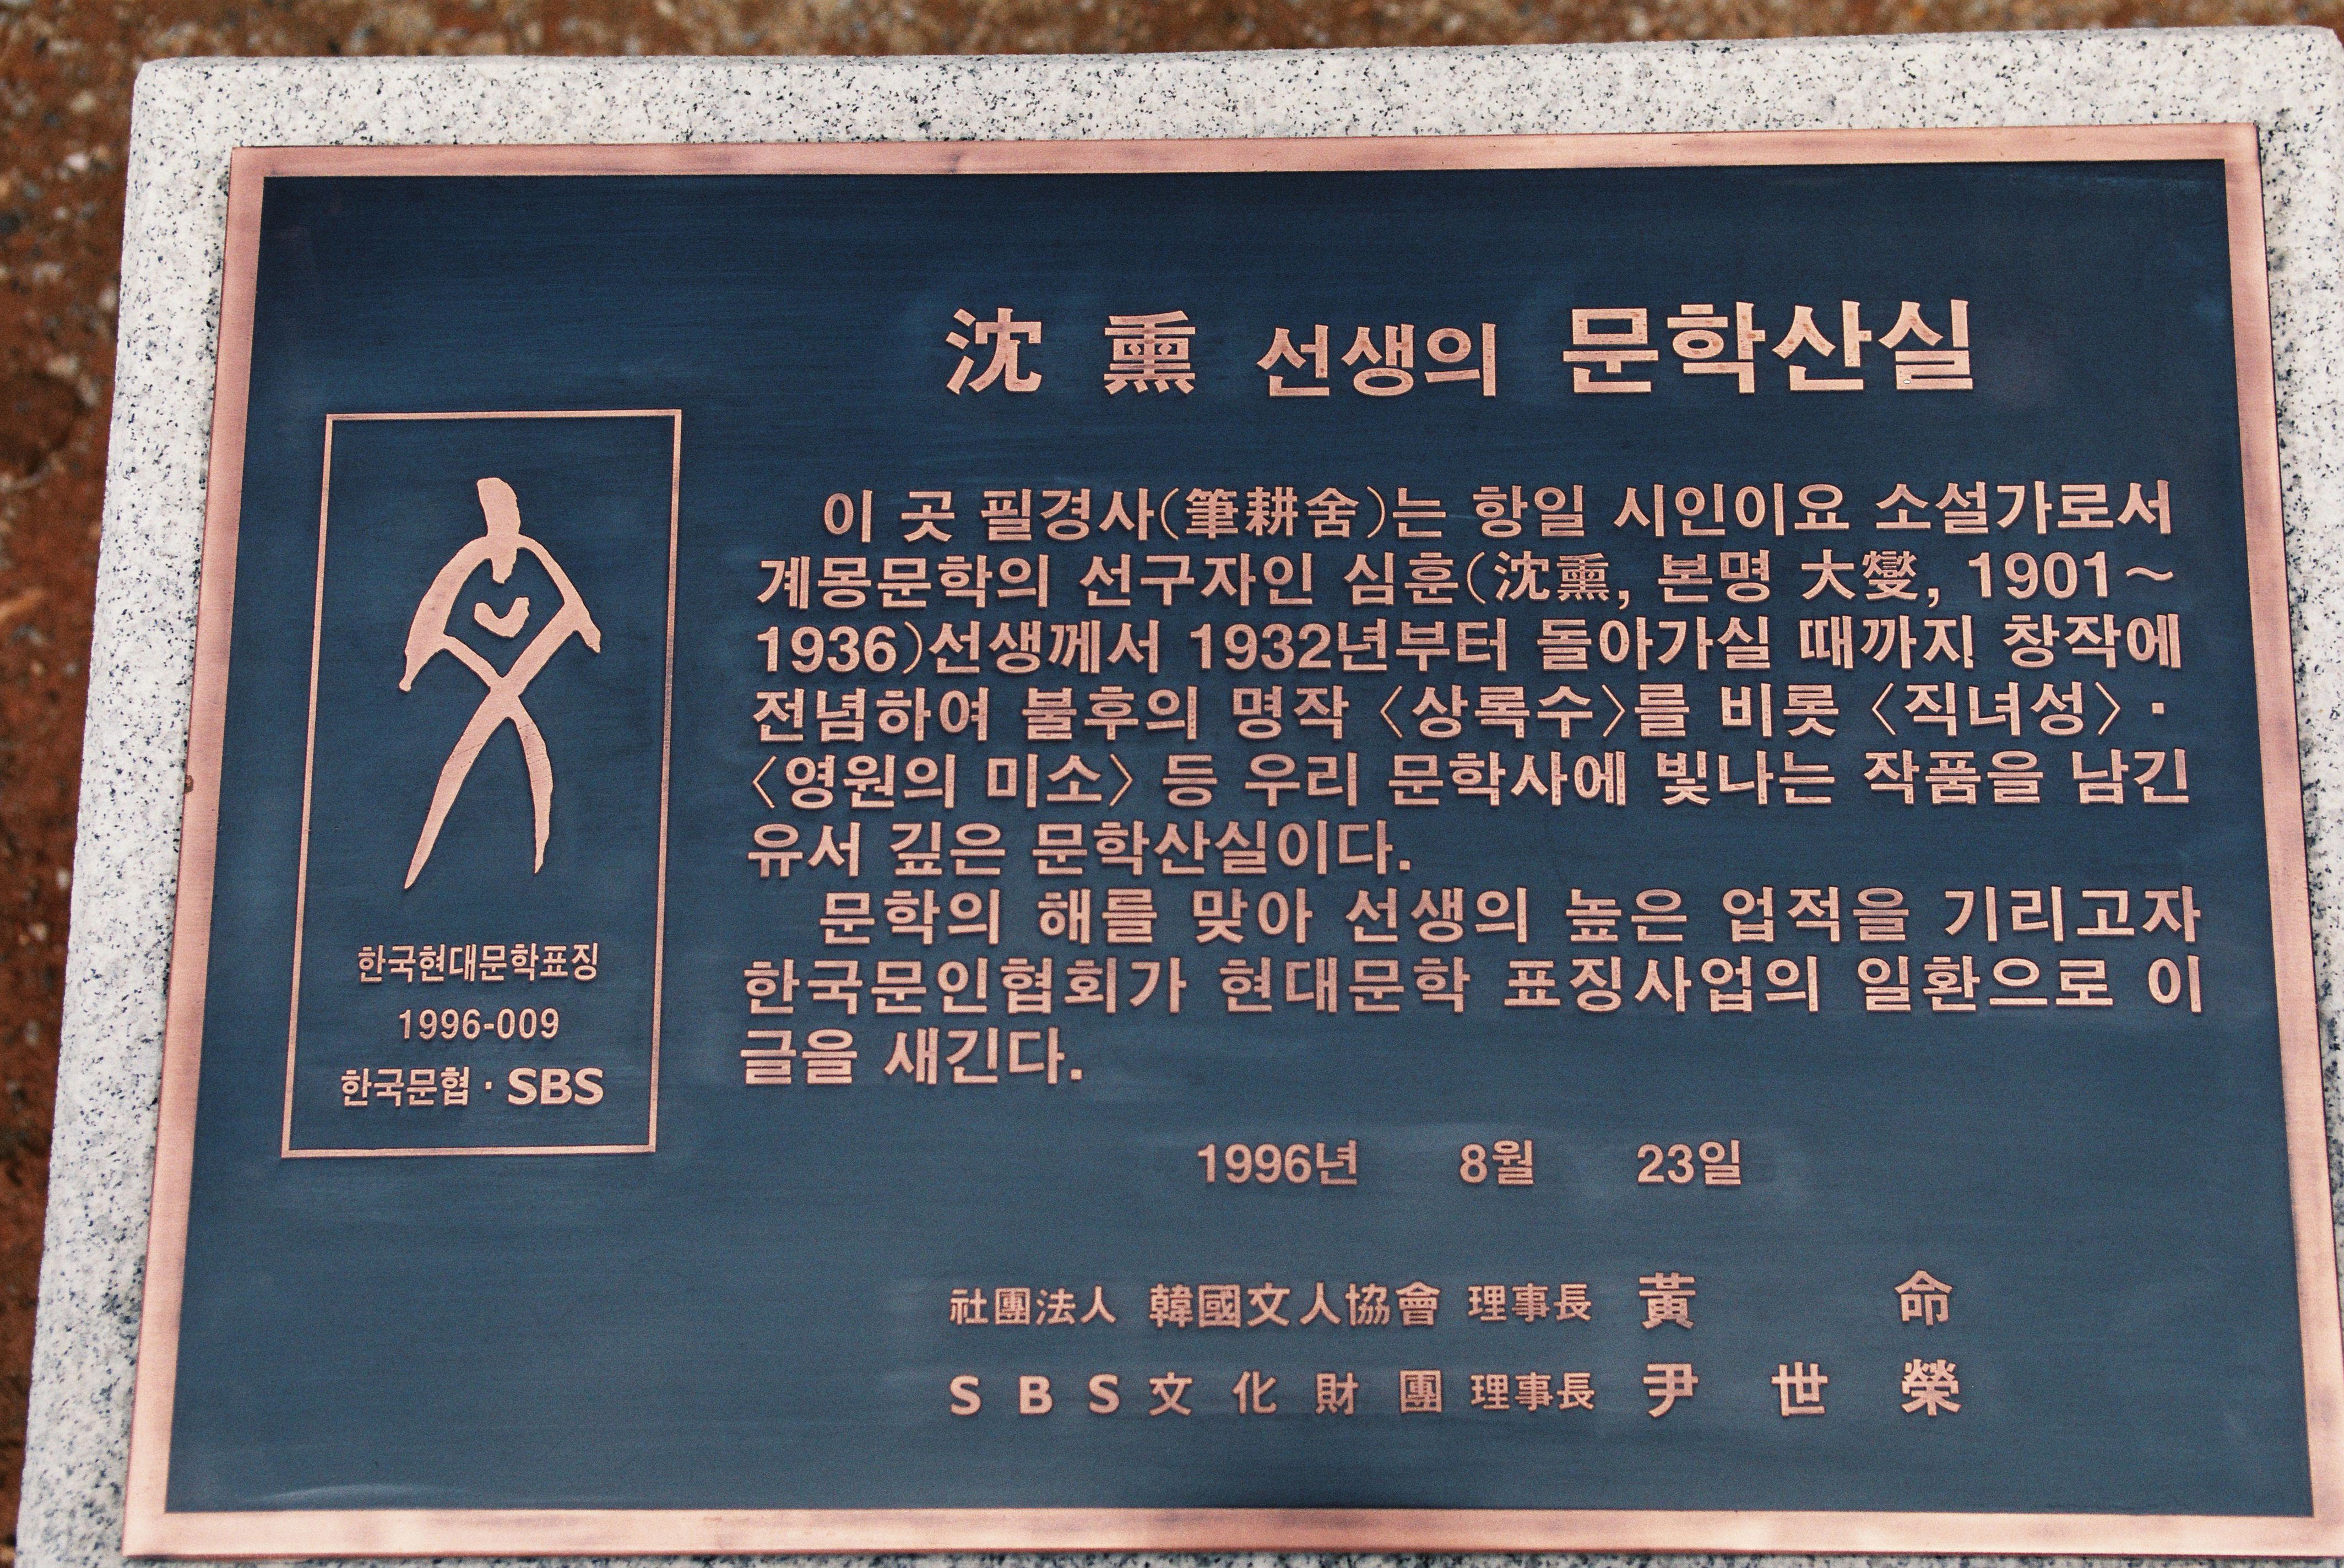 沈 熏 선생의 문학산실
이 곳 필경사(筆耕舍)는 항일 시인이요 소설가로서
계몽문학의 선구자인 심훈(沈熏, 본명 大燮, 1901~
1936)선생께서 1932년부터 돌아가실 때까지 창작에
전념하여 불후의 명작 〈상록수〉를 비롯 〈직녀성〉·
〈영원의 미소〉 등 우리 문학사에 빛나는 작품을 남긴
유서 깊은 문학산실이다.
문학의 해를 맞아 선생의 높은 업적을 기리고자
한국문인협회가 현대문학 표징사업의 일환으로 이
글을 새긴다.
1996년 8월 23일
社團法人 韓國文人協會 理事長 黃 命
S B S 文 化 財 團 理事長 尹 世 榮
한국현대문학표징
1996-009
한국문협 · SBS